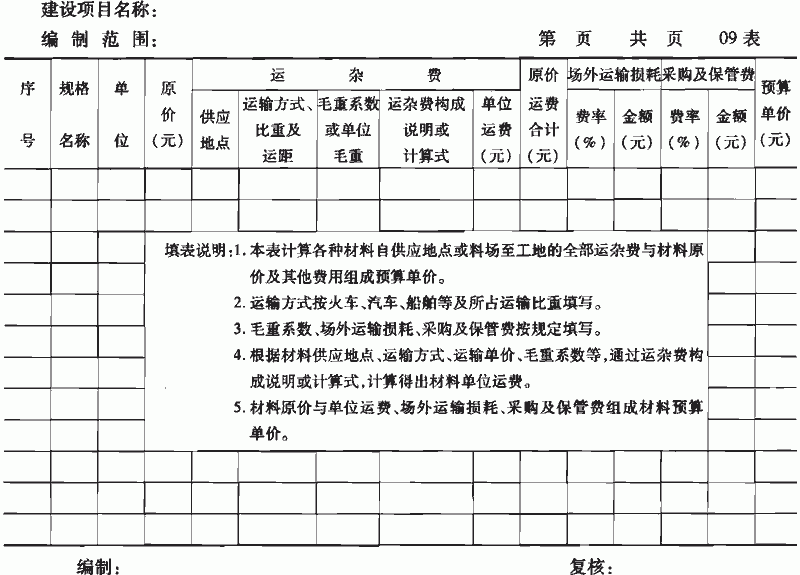 建设项目名称：
编制范围： 第 页 共 页 09表
序号 规格名称 单位 原价(元) 运杂费 原价运费合计(元) 场外运输损耗 采购及保管费 预算单价(元)
供应地点 运输方式、比重及运距 毛重系数或单位毛重 运杂费构成说明或计算式 单位运费(元) 费率(%) 金额(元) 费率(%) 金额(元)
填表说明：1. 本表计算各种材料自供应地点或料场至工地的全部运杂费与材料原
价及其他费用组成预算单价。
2. 运输方式按火车、汽车、船舶等及所占运输比重填写。
3. 毛重系数、场外运输损耗、采购及保管费按规定填写。
4. 根据材料供应地点、运输方式、运输单价、毛重系数等，通过运杂费构
成说明或计算式，计算得出材料单位运费。
5. 材料原价与单位运费、场外运输损耗、采购及保管费组成材料预算
单价。
编制： 复核：